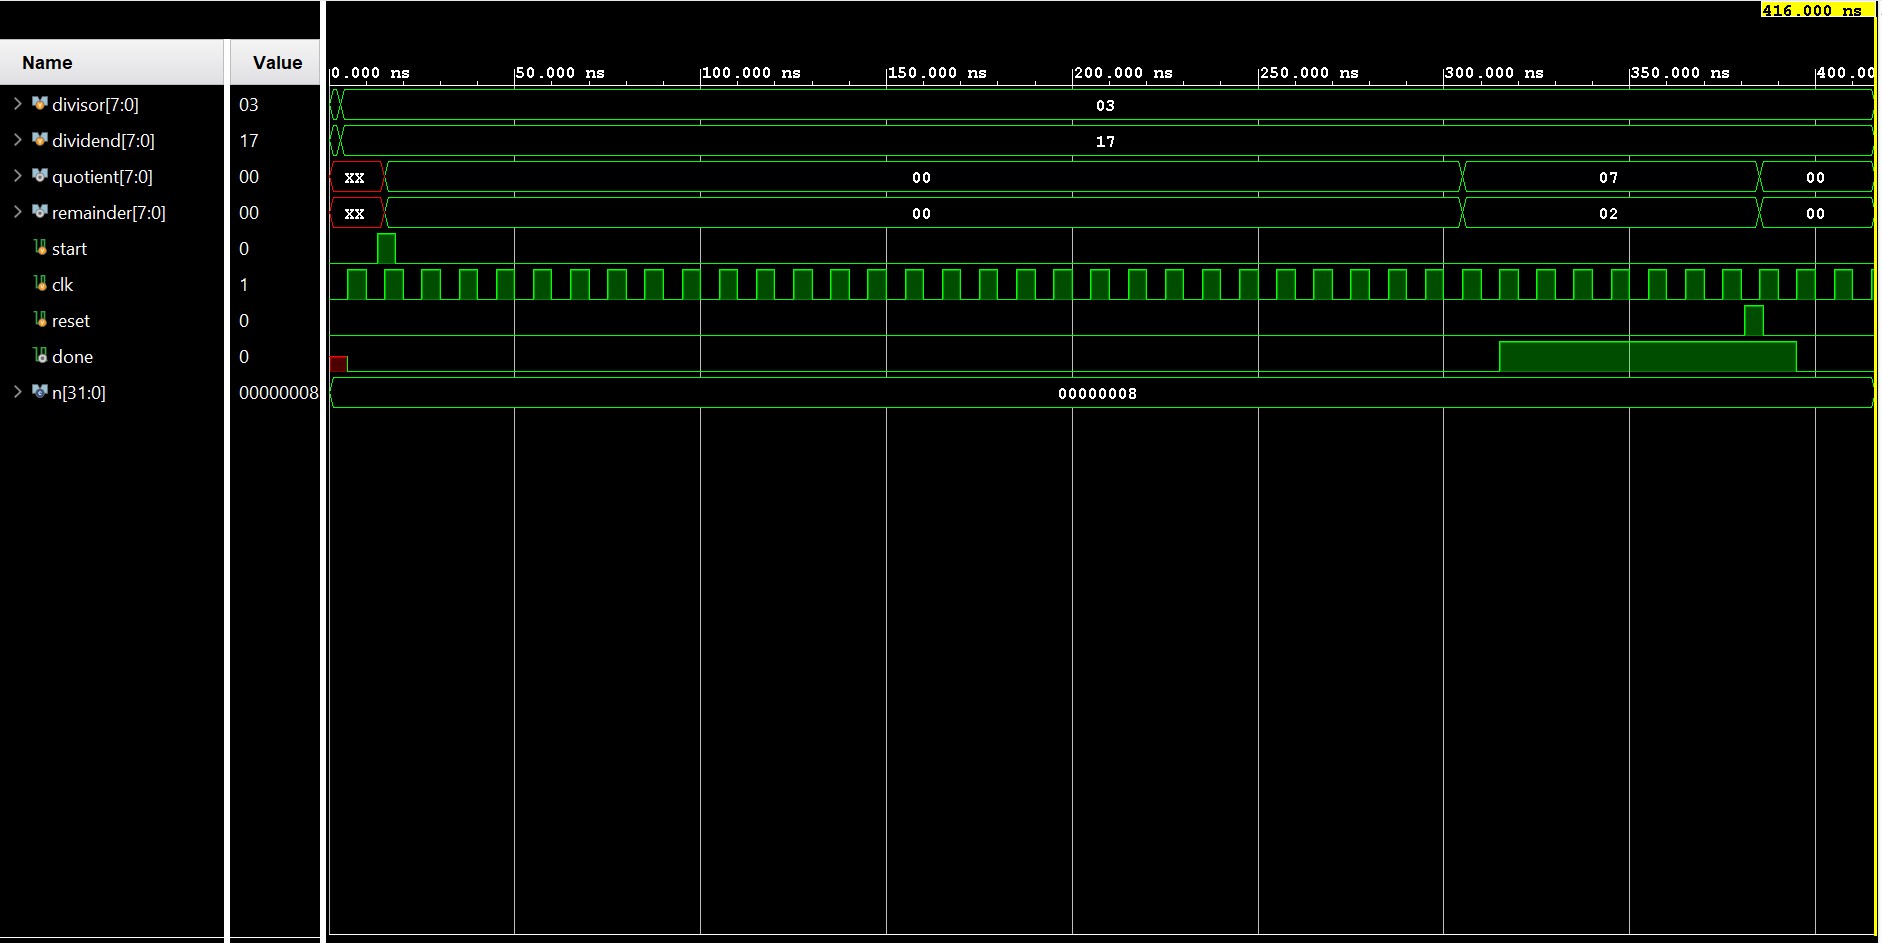 416.000 ns
Name Value
0.000 ns 50.000 ns 100.000 ns 150.000 ns 200.000 ns 250.000 ns 300.000 ns 350.000 ns 400.00
divisor[7:0] 03 03
dividend[7:0] 17 17
quotient[7:0] 00 XX 00 07 00
remainder[7:0] 00 XX 00 02 00
start 0
clk 1
reset 0
done 0
n[31:0] 00000008 00000008